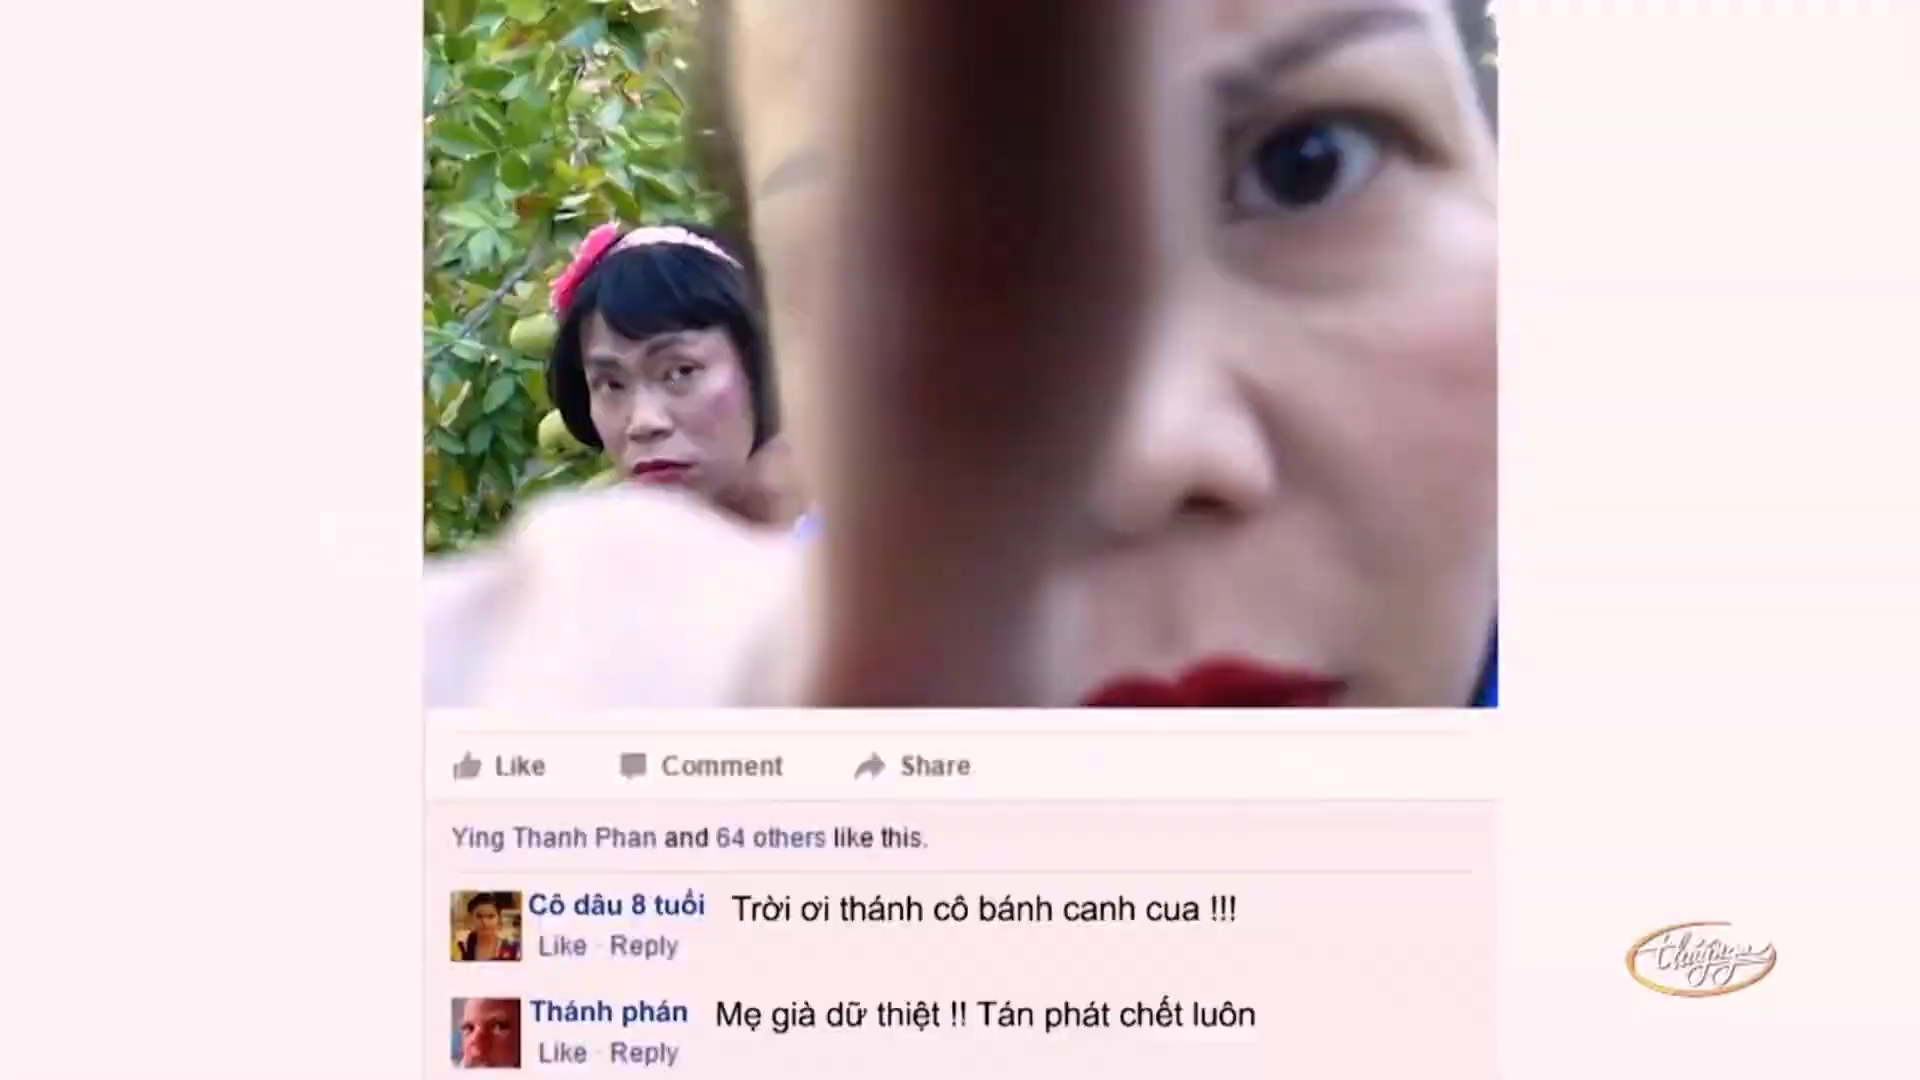 Like Comment Share
Ying Thanh Phan and 64 others like this.
Cô dâu 8 tuổi Trời ơi thánh cô bánh canh cua !!!
Like · Reply
thúynga
Thánh phán Mẹ già dữ thiệt !! Tán phát chết luôn
Like · Reply